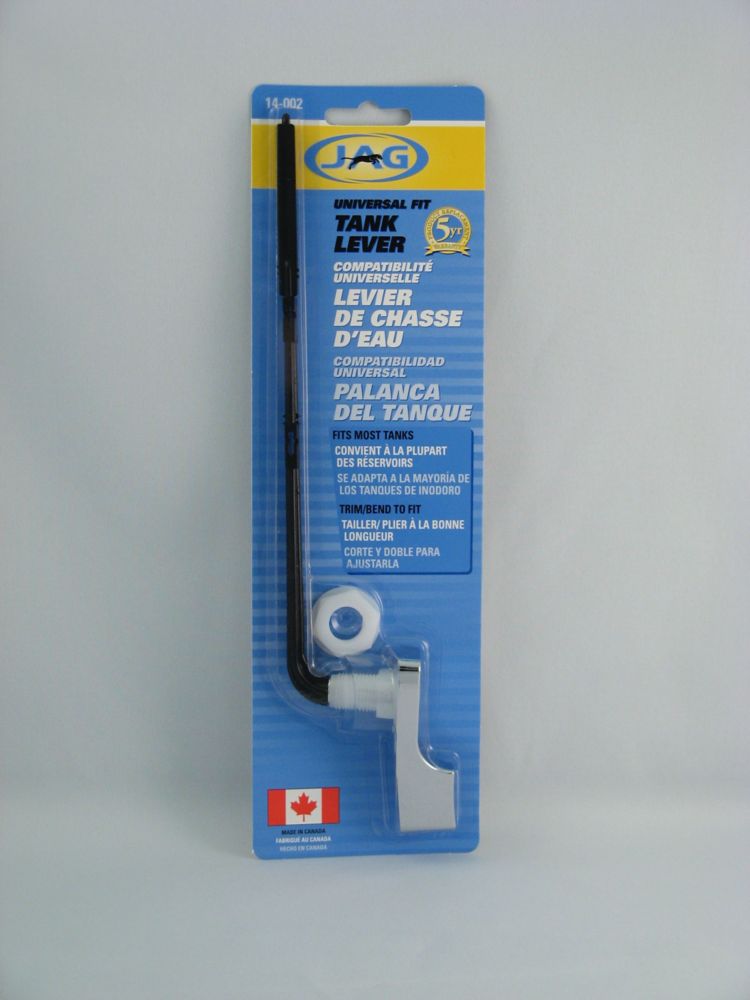 14-002
JAG
UNIVERSAL FIT
TANK
LEVER
PRODUCT REPLACEMENT
5yr
WARRANTY
COMPATIBILITÉ
UNIVERSELLE
LEVIER
DE CHASSE
D'EAU
COMPATIBILIDAD
UNIVERSAL
PALANCA
DEL TANQUE
FITS MOST TANKS
CONVIENT À LA PLUPART
DES RÉSERVOIRS
SE ADAPTA A LA MAYORÍA DE
LOS TANQUES DE INODORO
TRIM/BEND TO FIT
TAILLER/ PLIER À LA BONNE
LONGUEUR
CORTE Y DOBLE PARA
AJUSTARLA
MADE IN CANADA
FABRIQUÉ AU CANADA
HECHO EN CANADA